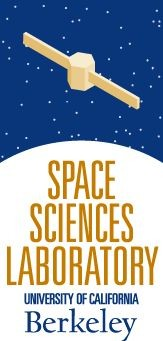 SPACE
SCIENCES
LABORATORY
UNIVERSITY OF CALIFORNIA
Berkeley